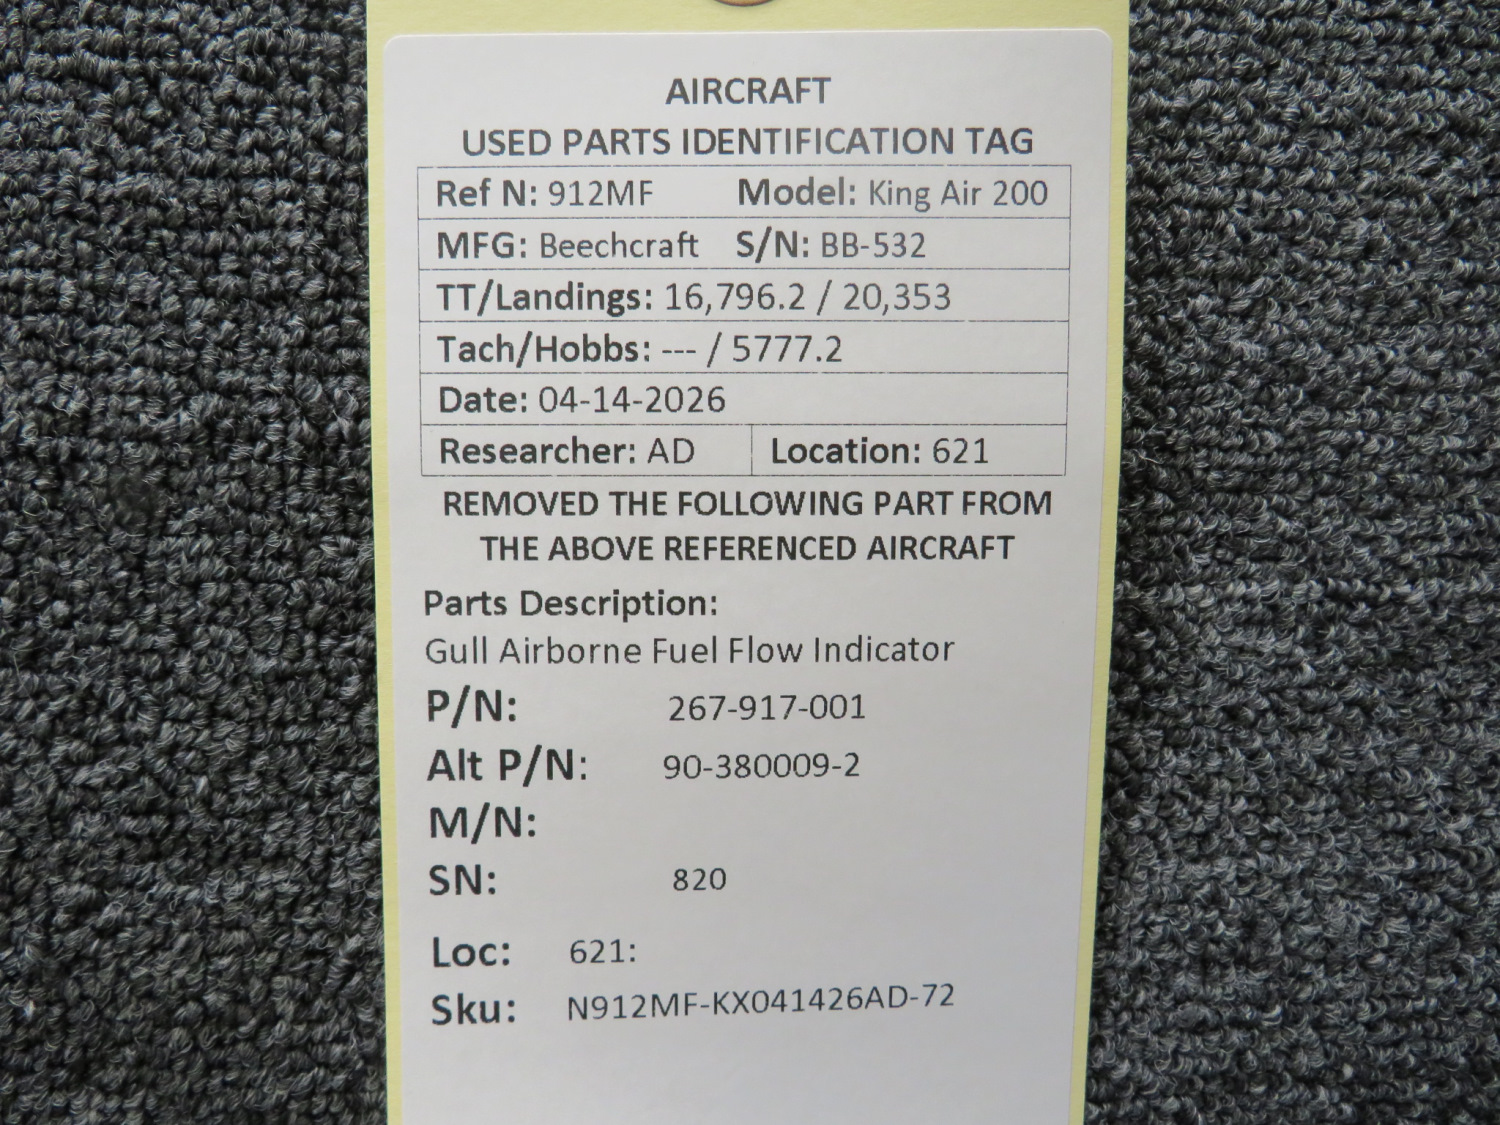 AIRCRAFT
USED PARTS IDENTIFICATION TAG
Ref N: 912MF Model: King Air 200
MFG: Beechcraft S/N: BB-532
TT/Landings: 16,796.2 / 20,353
Tach/Hobbs: --- / 5777.2
Date: 04-14-2026
Researcher: AD Location: 621
REMOVED THE FOLLOWING PART FROM
THE ABOVE REFERENCED AIRCRAFT
Parts Description:
Gull Airborne Fuel Flow Indicator
P/N: 267-917-001
Alt P/N: 90-380009-2
M/N:
SN: 820
Loc: 621:
Sku: N912MF-KX041426AD-72